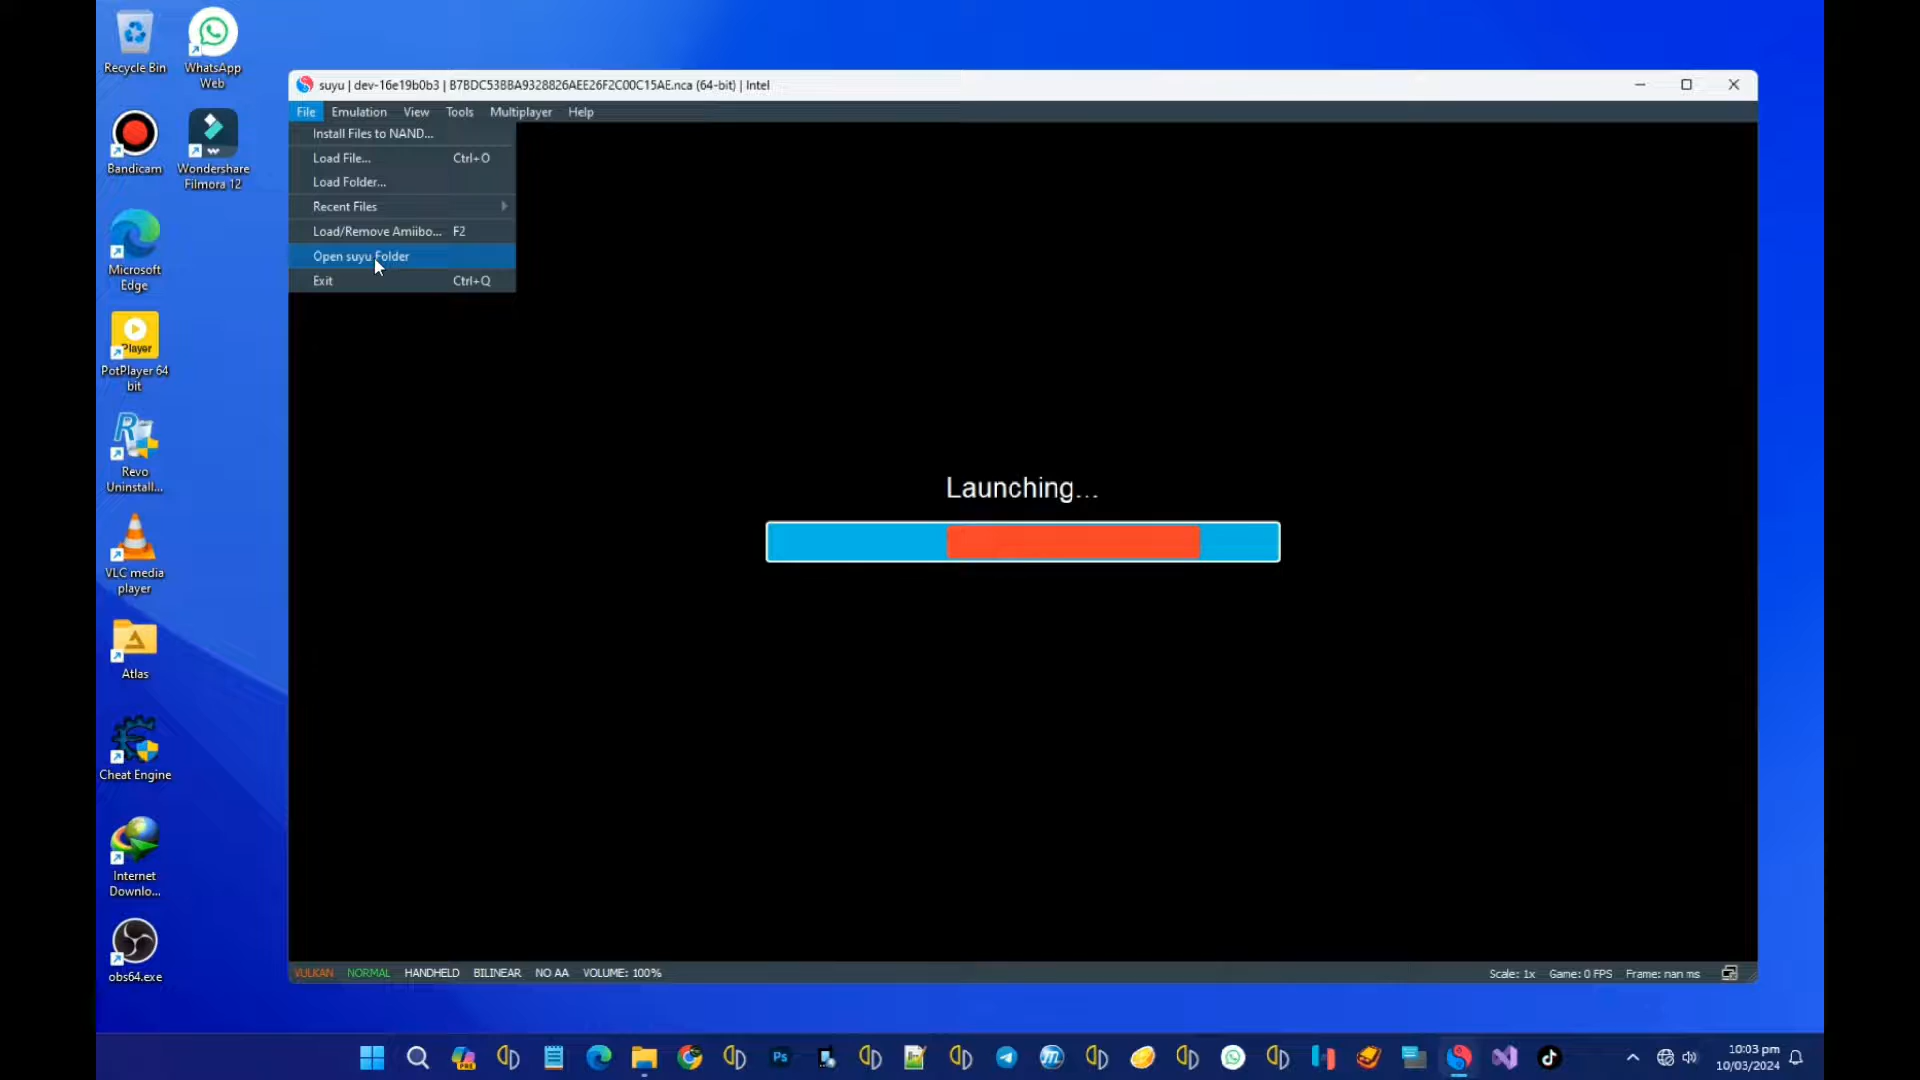 Recycle Bin
WhatsApp
Web
Bandicam
Wondershare
Filmora 12
Microsoft
Edge
Player
PotPlayer 64
bit
Revo
Uninstall...
VLC media
player
Atlas
Cheat Engine
Internet
Downlo...
obs64.exe
suyu | dev-16e19b0b3 | B7BDC53BBA9328826AEE26F2C00C15AE.nca (64-bit) | Intel
File Emulation View Tools Multiplayer Help
Install Files to NAND...
Load File... Ctrl+O
Load Folder...
Recent Files
Load/Remove Amiibo... F2
Open suyu Folder
Exit Ctrl+Q
Launching...
VULKAN NORMAL HANDHELD BILINEAR NO AA VOLUME: 100% Scale: 1x Game: 0 FPS Frame: nan ms
PRE
Ps
10:03 pm
10/03/2024